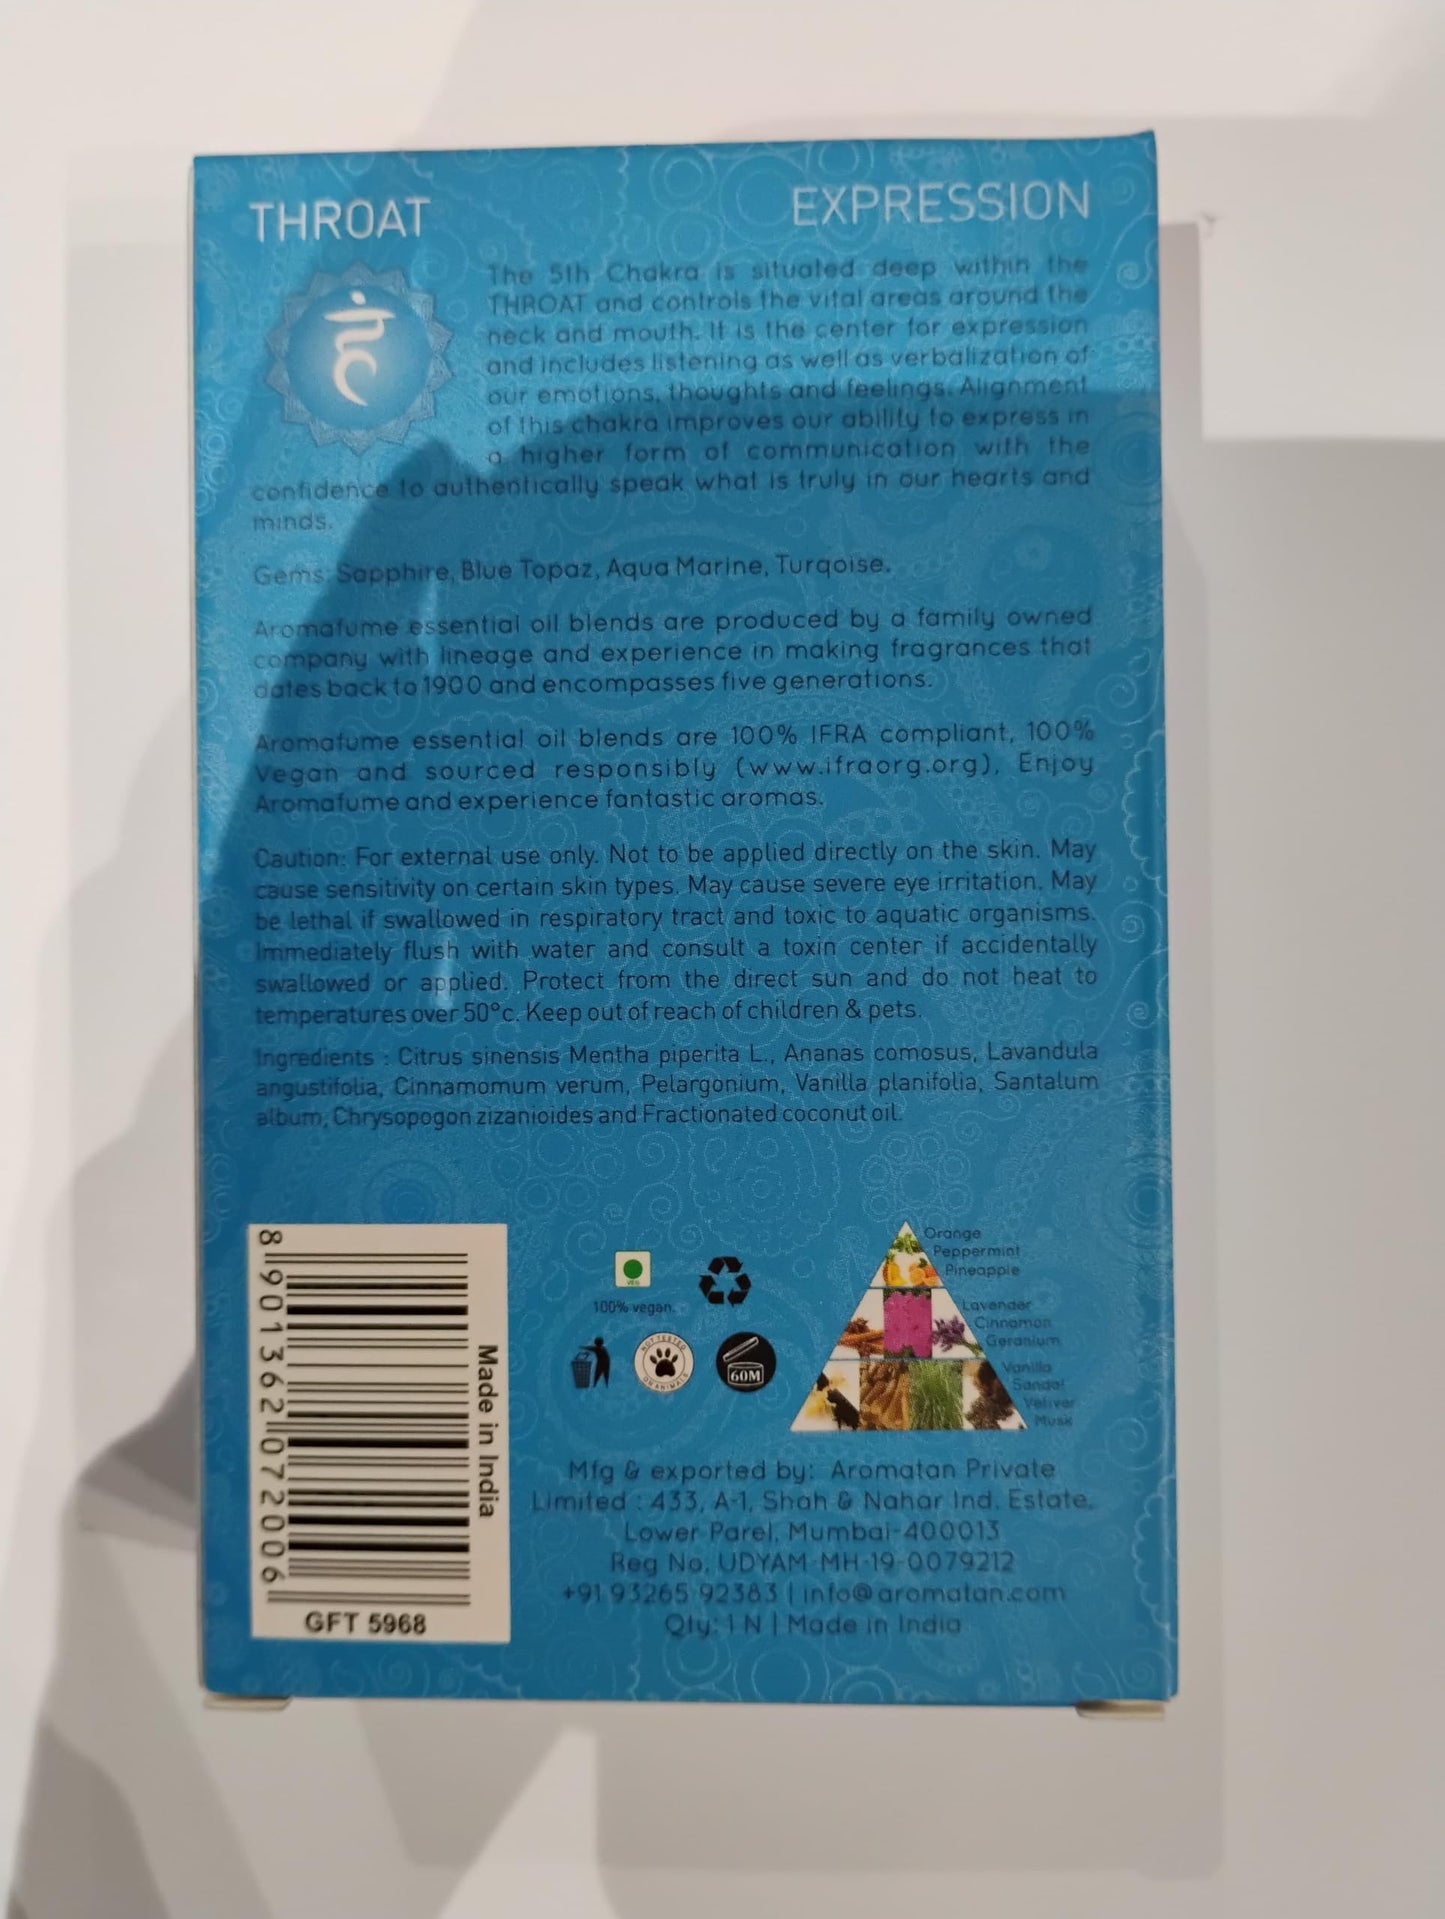 THROAT EXPRESSION
The 5th Chakra is situated deep within the
THROAT and controls the vital areas around the
neck and mouth. It is the center for expression
and includes listening as well as verbalization of
our emotions, thoughts and feelings. Alignment
of this chakra improves our ability to express in
a higher form of communication with the
confidence to authentically speak what is truly in our hearts and
minds.
Gems: Sapphire, Blue Topaz, Aqua Marine, Turqoise.
Aromafume essential oil blends are produced by a family owned
company with lineage and experience in making fragrances that
dates back to 1900 and encompasses five generations.
Aromafume essential oil blends are 100% IFRA compliant, 100%
Vegan and sourced responsibly (www.ifraorg.org), Enjoy
Aromafume and experience fantastic aromas.
Caution: For external use only. Not to be applied directly on the skin. May
cause sensitivity on certain skin types. May cause severe eye irritation. May
be lethal if swallowed in respiratory tract and toxic to aquatic organisms.
Immediately flush with water and consult a toxin center if accidentally
swallowed or applied. Protect from the direct sun and do not heat to
temperatures over 50°c. Keep out of reach of children & pets.
Ingredients : Citrus sinensis Mentha piperita L., Ananas comosus, Lavandula
angustifolia, Cinnamomum verum, Pelargonium, Vanilla planifolia, Santalum
album, Chrysopogon zizanioides and Fractionated coconut oil.
8 901362 072006
Made in India
GFT 5968
VEG
100% vegan.
NOT TESTED
ON ANIMALS
60M
Orange
Peppermint
Pineapple
Lavender
Cinnamon
Geranium
Vanilla
Sandal
Vetiver
Musk
Mfg & exported by: Aromatan Private
Limited : 433, A-1, Shah & Nahar Ind. Estate,
Lower Parel, Mumbai-400013
Reg No. UDYAM-MH-19-0079212
+91 93265 92383 | info@aromatan.com
Qty: 1 N | Made in India